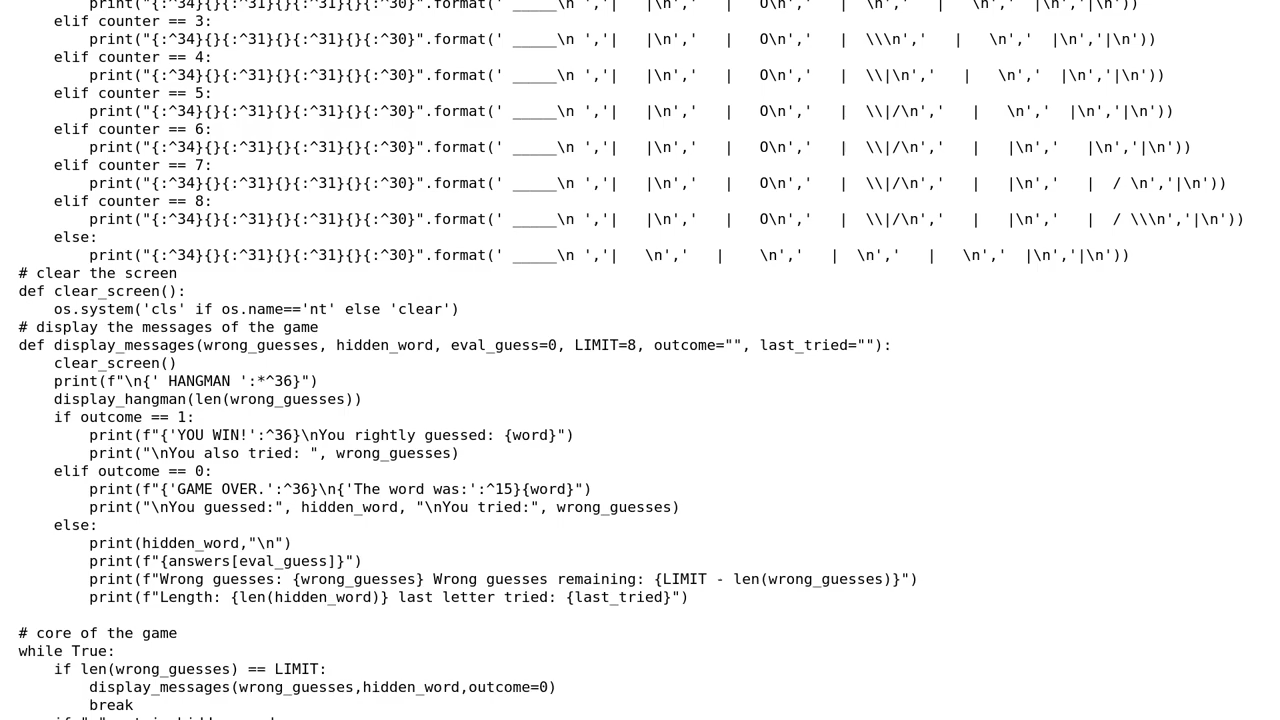 print("{:^34}{}{:^31}{}{:^31}{}{:^30}".format(' _____\n ','|   |\n','   |   O\n','   |  \n','   |   \n','  |\n','|\n'))
    elif counter == 3:
        print("{:^34}{}{:^31}{}{:^31}{}{:^30}".format(' _____\n ','|   |\n','   |   O\n','   |  \\\n','   |   \n','  |\n','|\n'))
    elif counter == 4:
        print("{:^34}{}{:^31}{}{:^31}{}{:^30}".format(' _____\n ','|   |\n','   |   O\n','   |  \\|\n','   |   \n','  |\n','|\n'))
    elif counter == 5:
        print("{:^34}{}{:^31}{}{:^31}{}{:^30}".format(' _____\n ','|   |\n','   |   O\n','   |  \\|/\n','   |   \n','  |\n','|\n'))
    elif counter == 6:
        print("{:^34}{}{:^31}{}{:^31}{}{:^30}".format(' _____\n ','|   |\n','   |   O\n','   |  \\|/\n','   |   |\n','   |\n','|\n'))
    elif counter == 7:
        print("{:^34}{}{:^31}{}{:^31}{}{:^30}".format(' _____\n ','|   |\n','   |   O\n','   |  \\|/\n','   |   |\n','   |  / \n','|\n'))
    elif counter == 8:
        print("{:^34}{}{:^31}{}{:^31}{}{:^30}".format(' _____\n ','|   |\n','   |   O\n','   |  \\|/\n','   |   |\n','   |  / \\\n','|\n'))
    else:
        print("{:^34}{}{:^31}{}{:^31}{}{:^30}".format(' _____\n ','|   \n','   |    \n','   |  \n','   |   \n','  |\n','|\n'))
# clear the screen
def clear_screen():
    os.system('cls' if os.name=='nt' else 'clear')
# display the messages of the game
def display_messages(wrong_guesses, hidden_word, eval_guess=0, LIMIT=8, outcome="", last_tried=""):
    clear_screen()
    print(f"\n{' HANGMAN ':*^36}")
    display_hangman(len(wrong_guesses))
    if outcome == 1:
        print(f"{'YOU WIN!':^36}\nYou rightly guessed: {word}")
        print("\nYou also tried: ", wrong_guesses)
    elif outcome == 0:
        print(f"{'GAME OVER.':^36}\n{'The word was:':^15}{word}")
        print("\nYou guessed:", hidden_word, "\nYou tried:", wrong_guesses)
    else:
        print(hidden_word,"\n")
        print(f"{answers[eval_guess]}")
        print(f"Wrong guesses: {wrong_guesses} Wrong guesses remaining: {LIMIT - len(wrong_guesses)}")
        print(f"Length: {len(hidden_word)} last letter tried: {last_tried}")

# core of the game
while True:
    if len(wrong_guesses) == LIMIT:
        display_messages(wrong_guesses,hidden_word,outcome=0)
        break